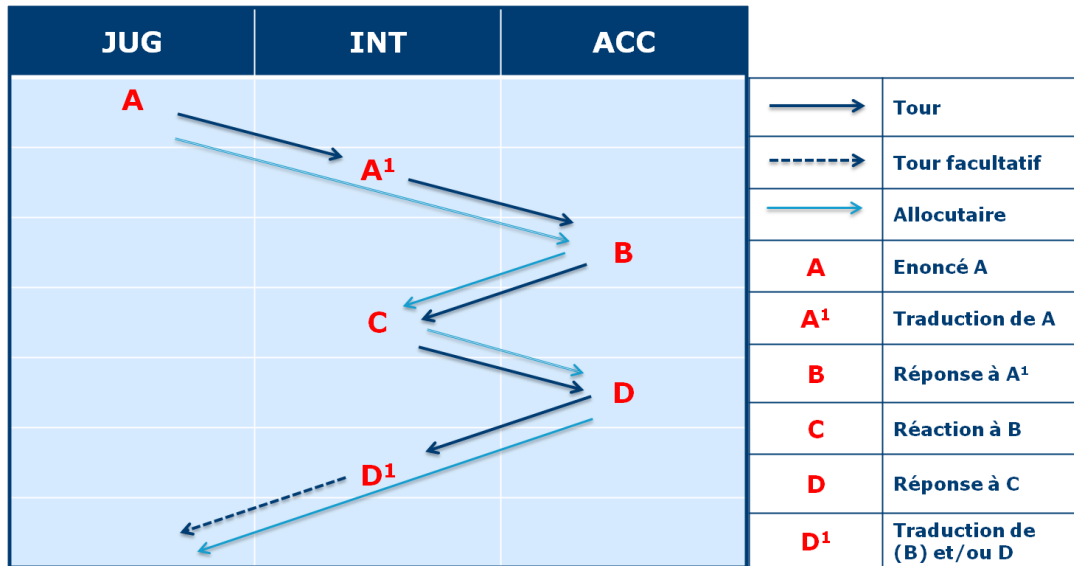 JUG INT ACC
A
A¹
B
C
D
D¹
Tour
Tour facultatif
Allocutaire
A Enoncé A
A¹ Traduction de A
B Réponse à A¹
C Réaction à B
D Réponse à C
D¹ Traduction de
(B) et/ou D